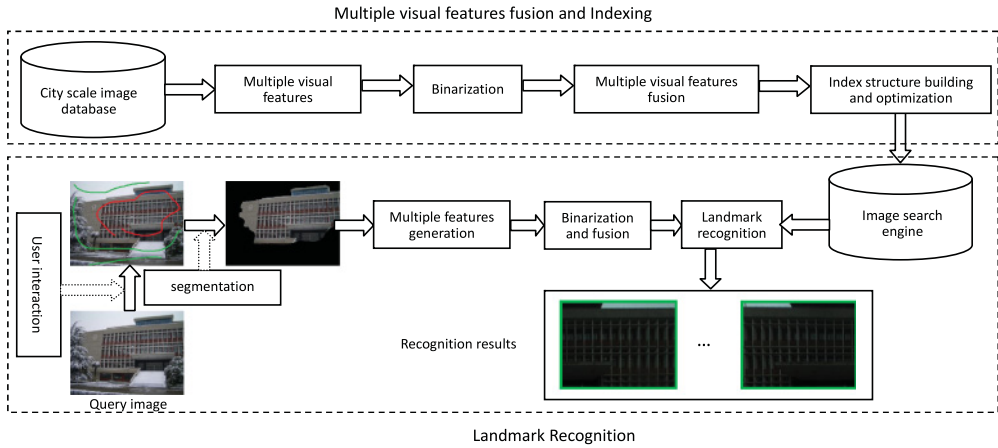 Multiple visual features fusion and Indexing
City scale image
database
Multiple visual
features
Binarization
Multiple visual features
fusion
Index structure building
and optimization
User interaction
segmentation
Query image
Multiple features
generation
Binarization
and fusion
Landmark
recognition
Image search
engine
Recognition results
...
Landmark Recognition